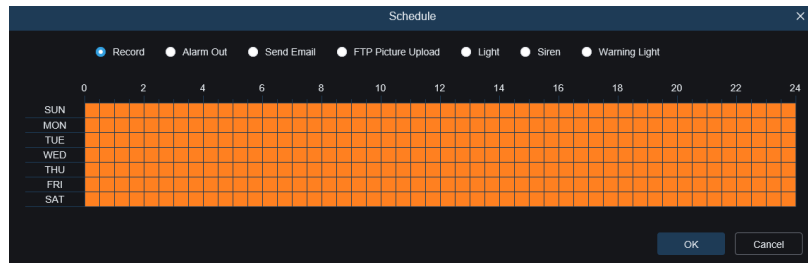 Schedule
Record Alarm Out Send Email FTP Picture Upload Light Siren Warning Light
0 2 4 6 8 10 12 14 16 18 20 22 24
SUN
MON
TUE
WED
THU
FRI
SAT
OK Cancel